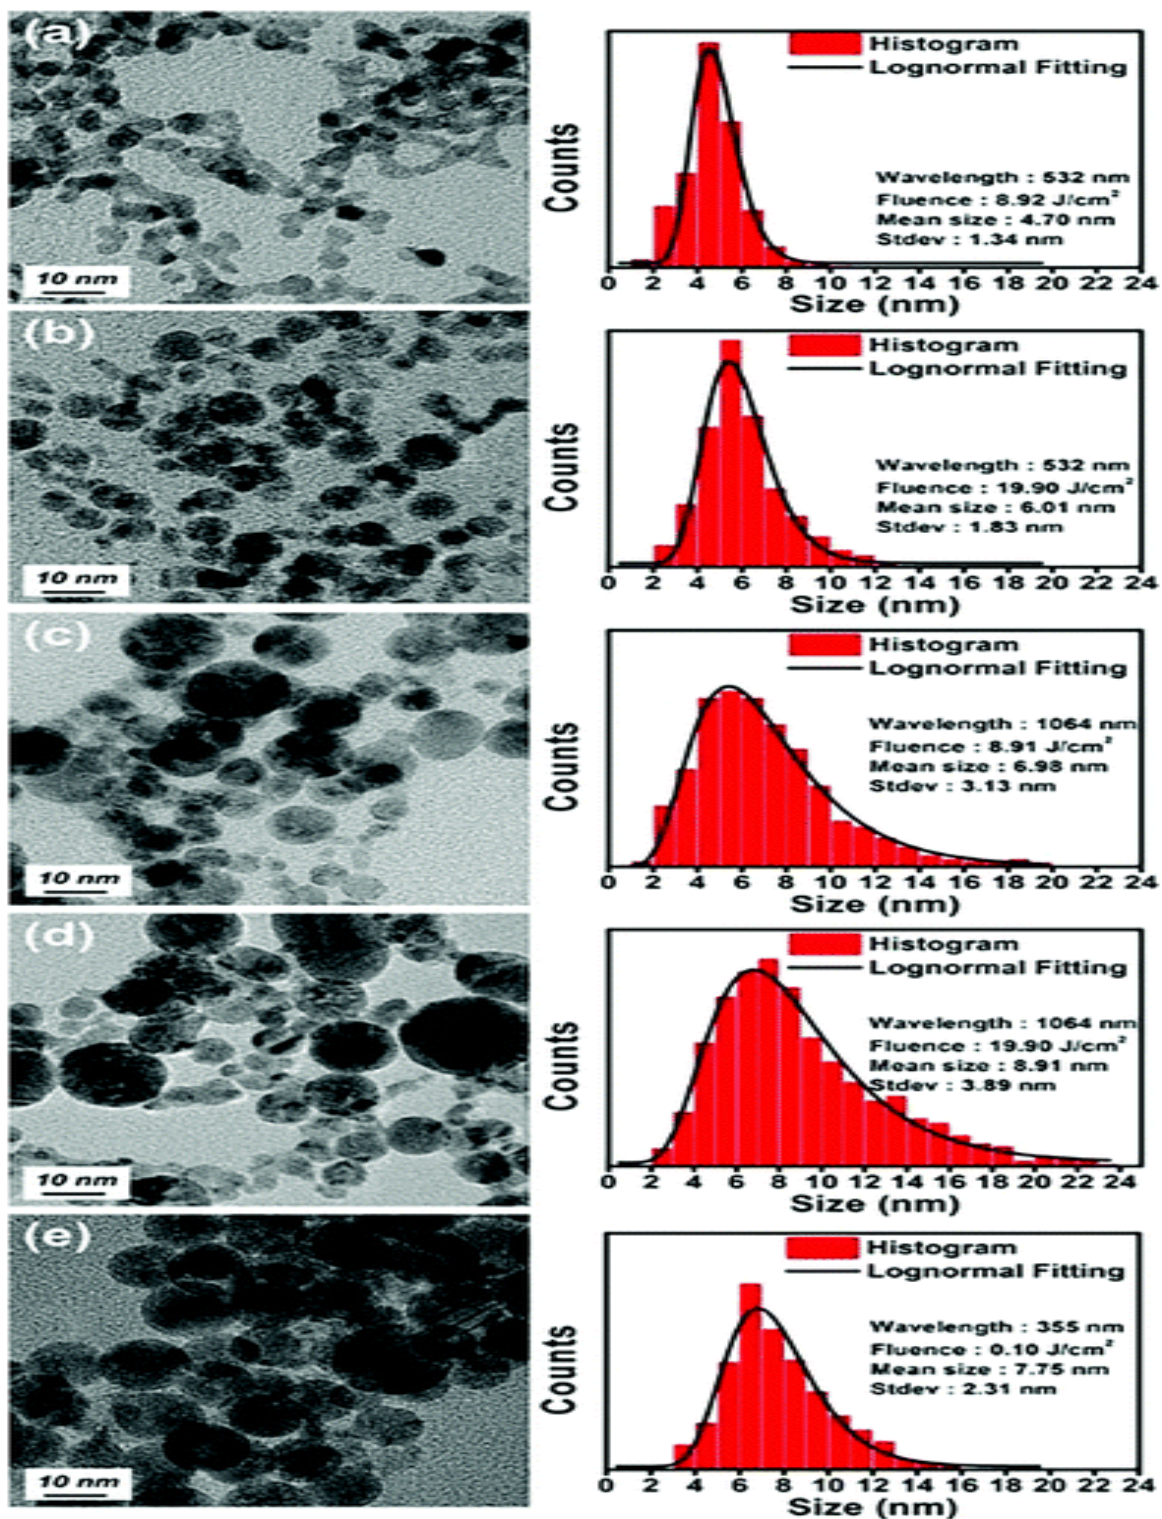 (a)
10 nm
Counts
Histogram
Lognormal Fitting
Wavelength : 532 nm
Fluence : 8.92 J/cm²
Mean size : 4.70 nm
Stdev : 1.34 nm
0 2 4 6 8 10 12 14 16 18 20 22 24
Size (nm)
(b)
10 nm
Counts
Histogram
Lognormal Fitting
Wavelength : 532 nm
Fluence : 19.90 J/cm²
Mean size : 6.01 nm
Stdev : 1.83 nm
0 2 4 6 8 10 12 14 16 18 20 22 24
Size (nm)
(c)
10 nm
Counts
Histogram
Lognormal Fitting
Wavelength : 1064 nm
Fluence : 8.91 J/cm²
Mean size : 6.98 nm
Stdev : 3.13 nm
0 2 4 6 8 10 12 14 16 18 20 22 24
Size (nm)
(d)
10 nm
Counts
Histogram
Lognormal Fitting
Wavelength : 1064 nm
Fluence : 19.90 J/cm²
Mean size : 8.91 nm
Stdev : 3.89 nm
0 2 4 6 8 10 12 14 16 18 20 22 24
Size (nm)
(e)
10 nm
Counts
Histogram
Lognormal Fitting
Wavelength : 355 nm
Fluence : 0.10 J/cm²
Mean size : 7.75 nm
Stdev : 2.31 nm
0 2 4 6 8 10 12 14 16 18 20 22 24
Size (nm)